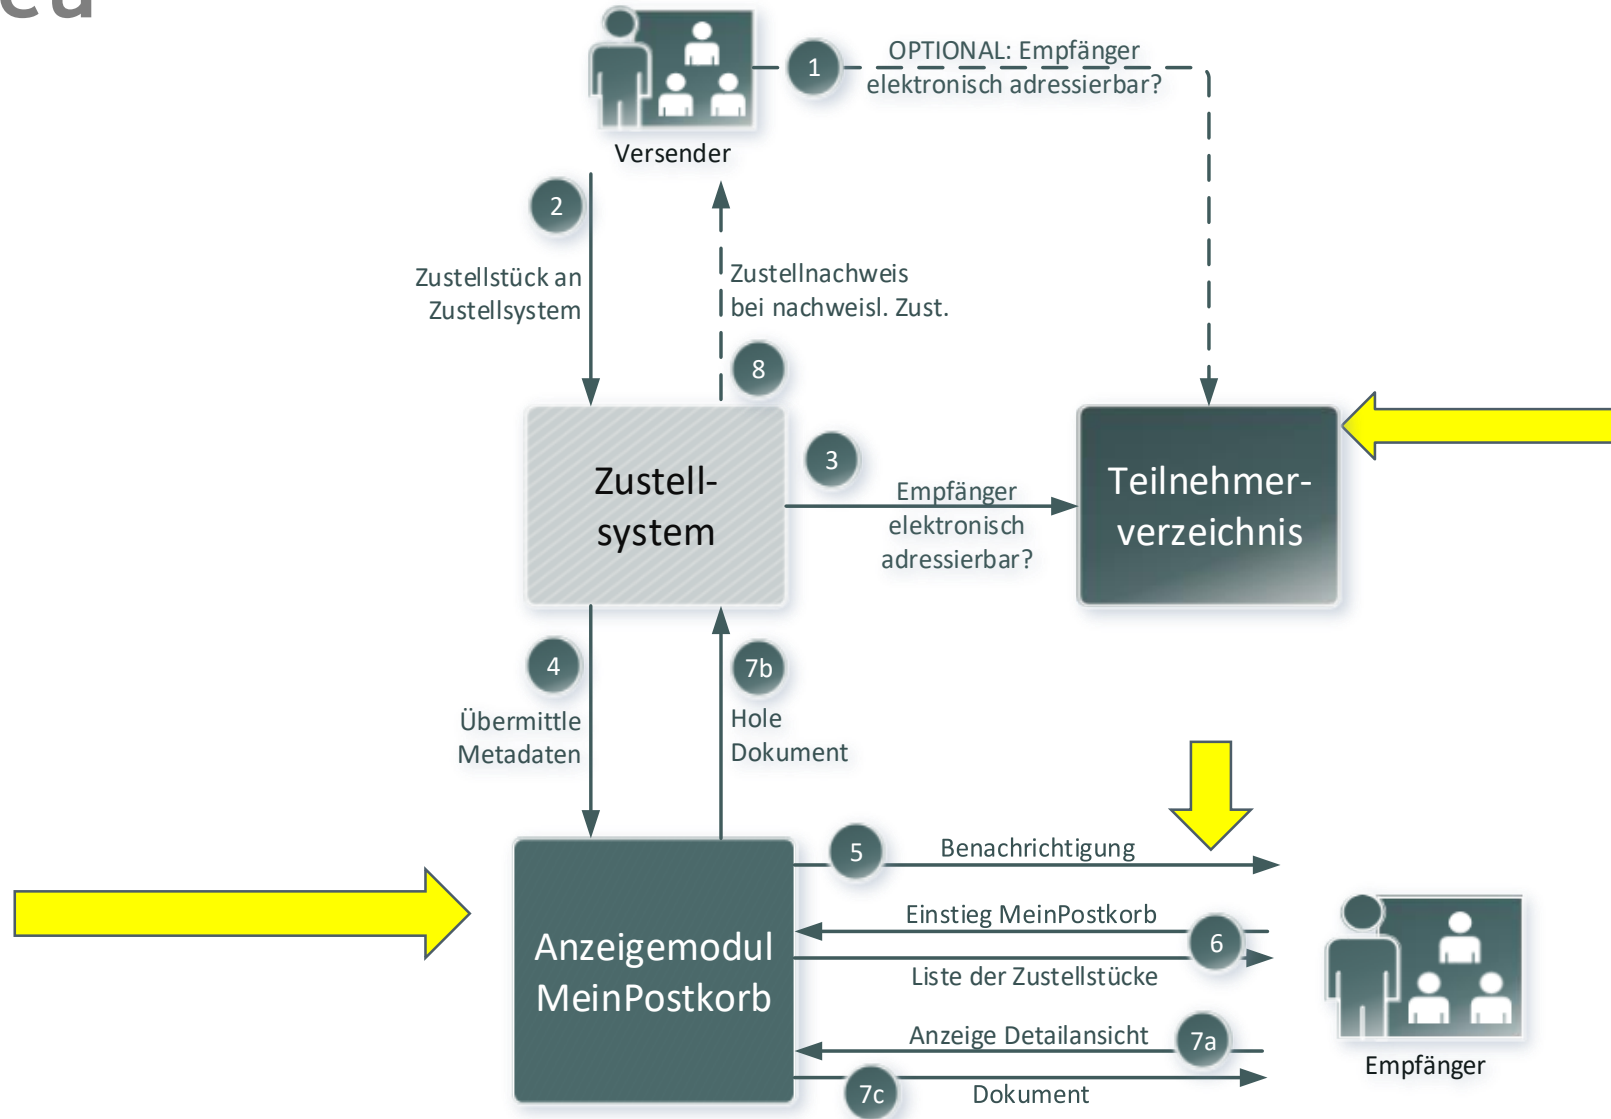 1
OPTIONAL: Empfänger
elektronisch adressierbar?
Versender
2
Zustellstück an
Zustellsystem
Zustellnachweis
bei nachweisl. Zust.
8
Zustell-
system
3
Empfänger
elektronisch
adressierbar?
Teilnehmer-
verzeichnis
4
Übermittle
Metadaten
7b
Hole
Dokument
5
Benachrichtigung
Anzeigemodul
MeinPostkorb
Einstieg MeinPostkorb
6
Liste der Zustellstücke
Anzeige Detailansicht
7a
7c
Dokument
Empfänger